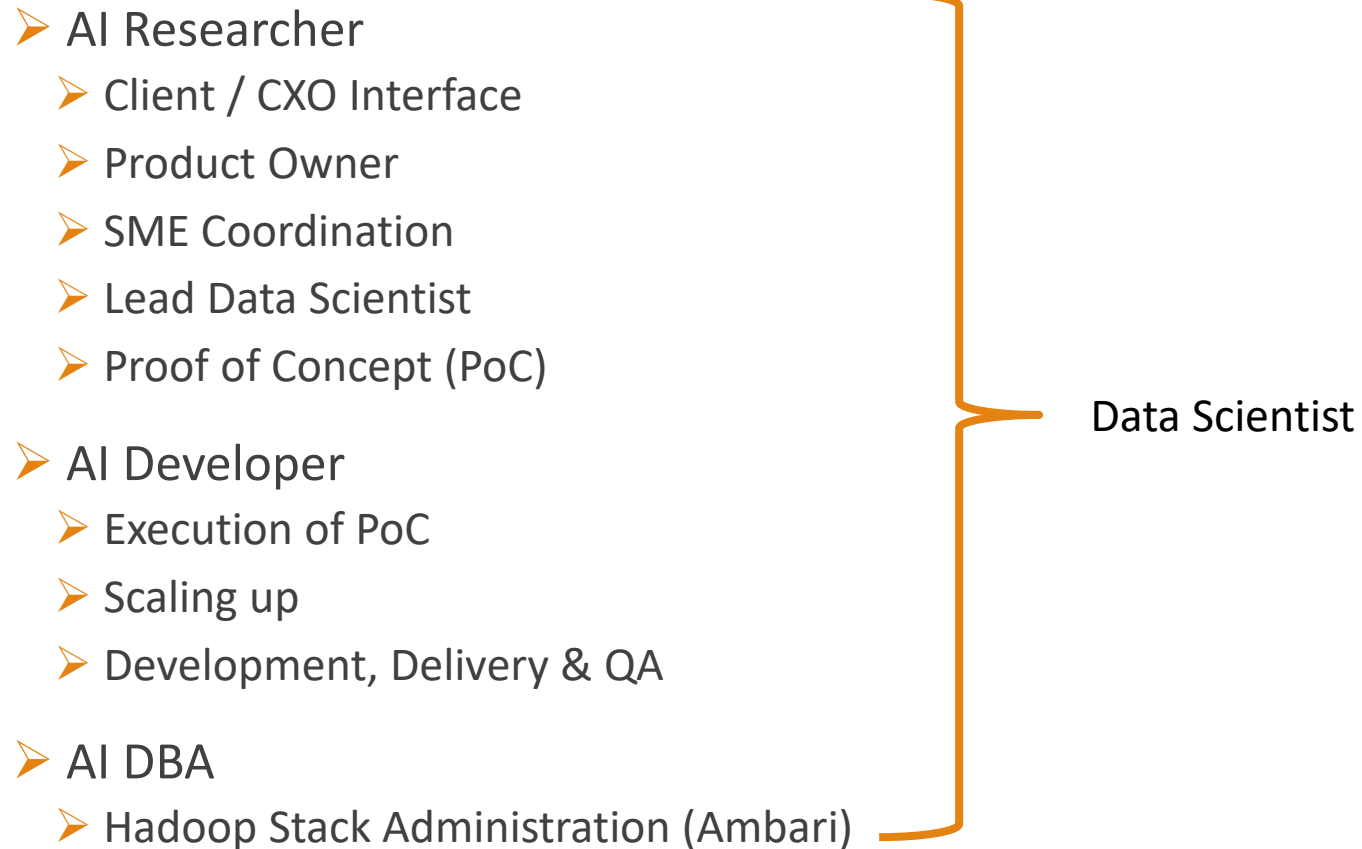 AI Researcher
Client / CXO Interface
Product Owner
SME Coordination
Lead Data Scientist
Proof of Concept (PoC)
Data Scientist
AI Developer
Execution of PoC
Scaling up
Development, Delivery & QA
AI DBA
Hadoop Stack Administration (Ambari)